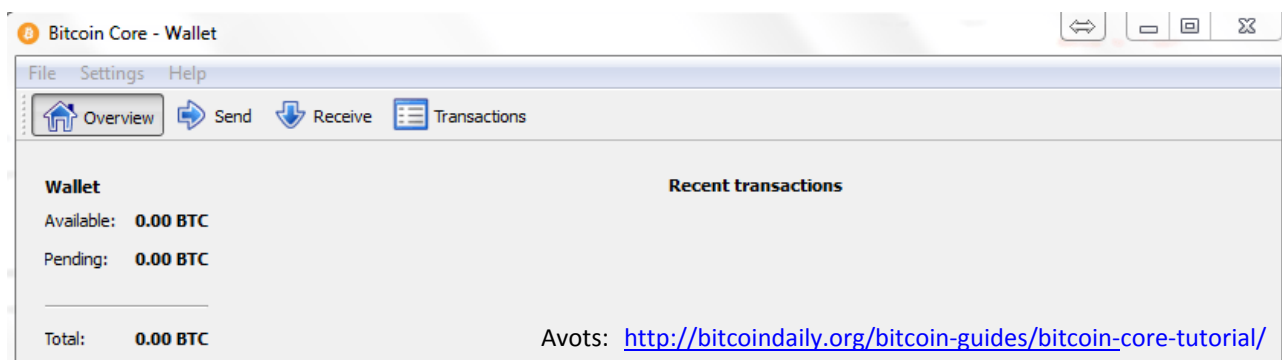 Bitcoin Core - Wallet
File Settings Help
Overview Send Receive Transactions
Wallet Recent transactions
Available: 0.00 BTC
Pending: 0.00 BTC
Total: 0.00 BTC
Avots: http://bitcoindaily.org/bitcoin-guides/bitcoin-core-tutorial/